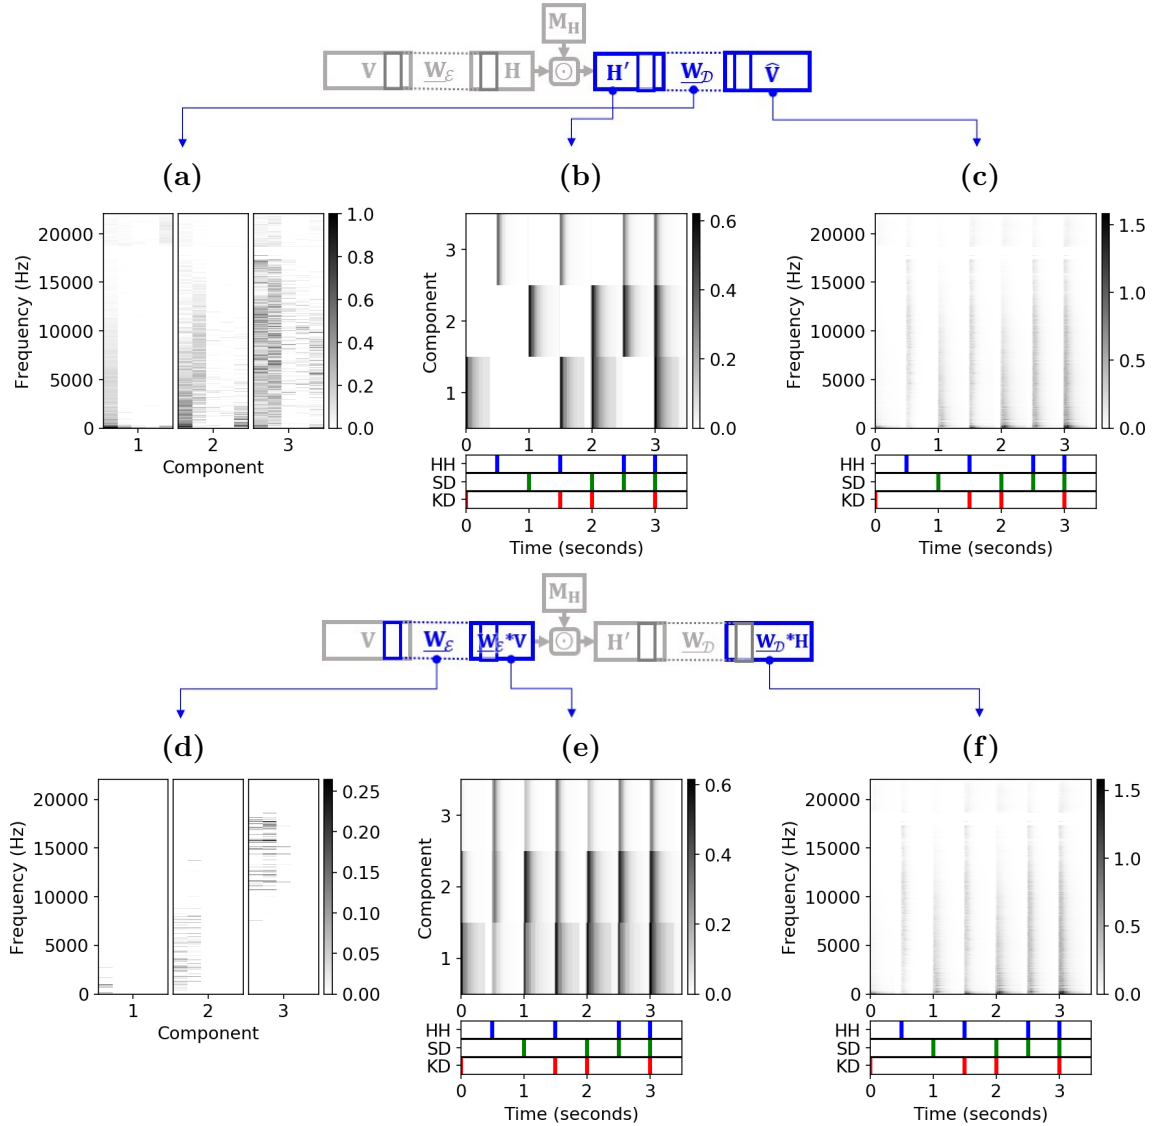 M_H
V W_ℰ H ⊙ H′ W_𝒟 V̂
(a) (b) (c)
Frequency (Hz)
20000
15000
10000
5000
0
1 2 3
Component
1.0
0.8
0.6
0.4
0.2
0.0
Component
3
2
1
0 1 2 3
0.6
0.4
0.2
0.0
HH
SD
KD
0 1 2 3
Time (seconds)
Frequency (Hz)
20000
15000
10000
5000
0
0 1 2 3
1.5
1.0
0.5
0.0
HH
SD
KD
0 1 2 3
Time (seconds)
M_H
V W_ℰ W_ℰ*V ⊙ H′ W_𝒟 W_𝒟*H
(d) (e) (f)
Frequency (Hz)
20000
15000
10000
5000
0
1 2 3
Component
0.25
0.20
0.15
0.10
0.05
0.00
Component
3
2
1
0 1 2 3
0.6
0.4
0.2
0.0
HH
SD
KD
0 1 2 3
Time (seconds)
Frequency (Hz)
20000
15000
10000
5000
0
0 1 2 3
1.5
1.0
0.5
0.0
HH
SD
KD
0 1 2 3
Time (seconds)